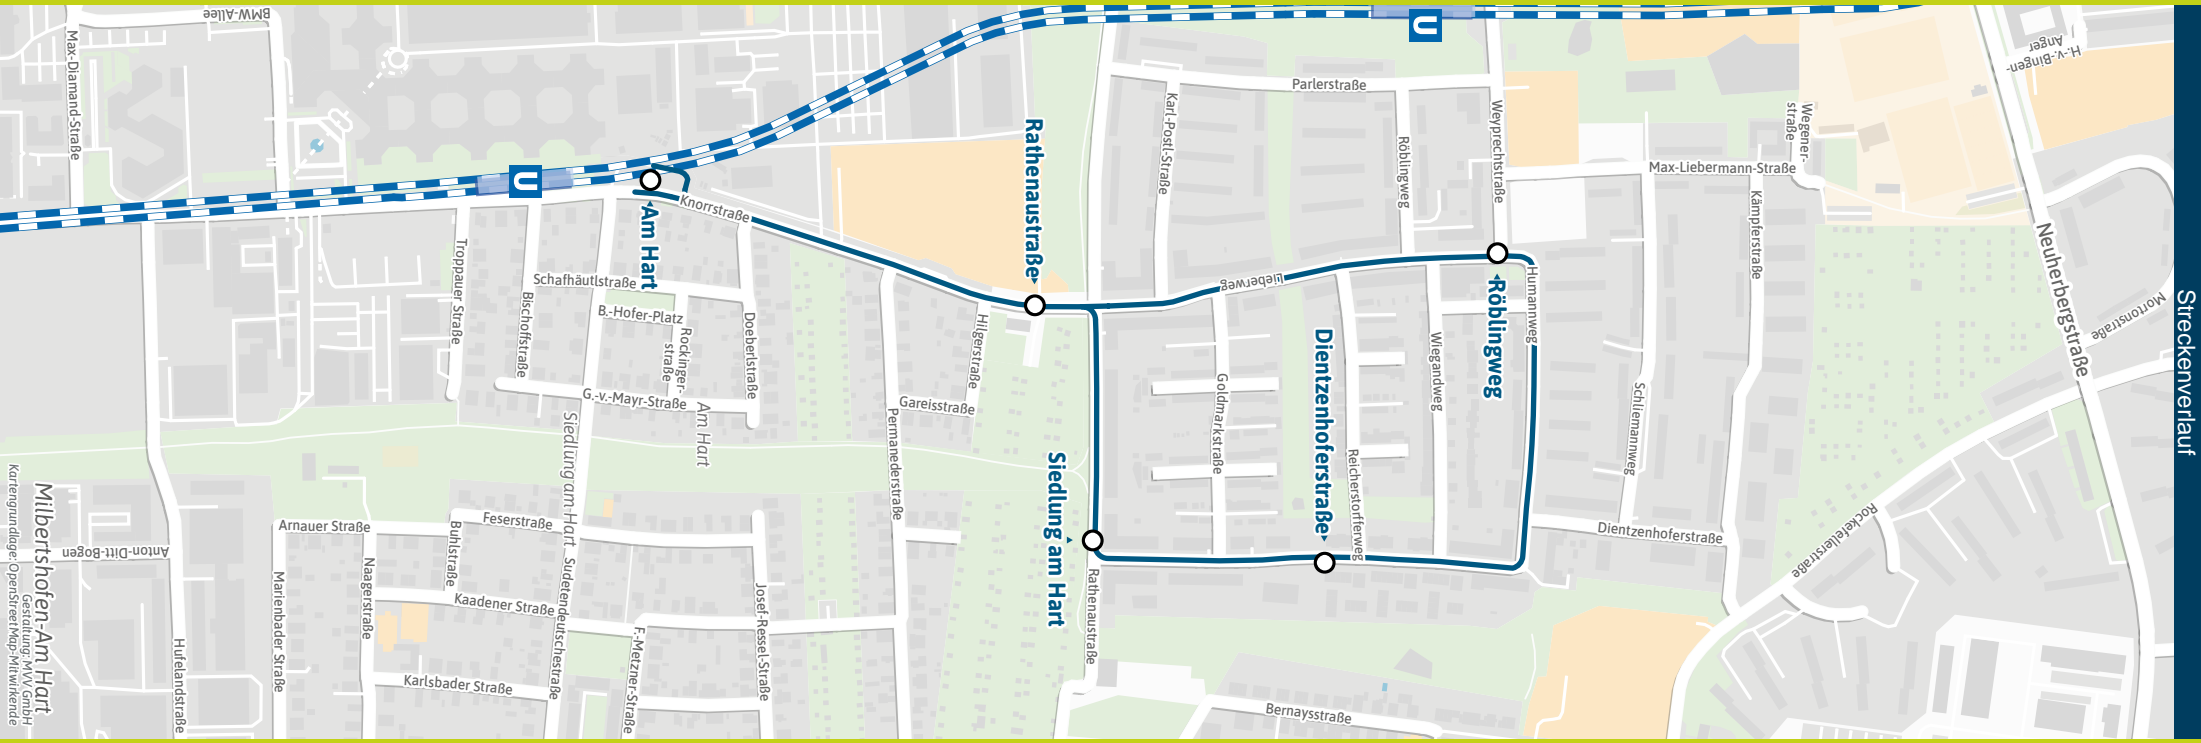 Streckenverlauf
BMW-Allee
Max-Diamand-Straße
U
U
Am Hart
Rathenaustraße
Röblingweg
Dientzenhoferstraße
Siedlung am Hart
Knorrstraße
Lieberweg
Parlerstraße
Karl-Postl-Straße
Röblingweg
Weyprechtstraße
Max-Liebermann-Straße
Wegener-
straße
H.-v.-Bingen-
Anger
Neuherbergstraße
Mortonstraße
Kämpferstraße
Humannweg
Schliemannweg
Dientzenhoferstraße
Rockefellerstraße
Wiegandweg
Reicherstorfferweg
Goldmarkstraße
Rathenaustraße
Bernaysstraße
Troppauer Straße
Bischoffstraße
Schafhäutlstraße
B.-Hofer-Platz
Rockinger-
straße
Doeberlstraße
G.-v.-Mayr-Straße
Am Hart
Siedlung am Hart
Hilgerstraße
Gareisstraße
Permanederstraße
Feserstraße
Arnauer Straße
Buhlstraße
Naagerstraße
Marienbader Straße
Kaadener Straße
Sudetendeutschestraße
Josef-Ressel-Straße
F.-Metzner-Straße
Karlsbader Straße
Anton-Ditt-Bogen
Hufelandstraße
Milbertshofen-Am Hart
Gestaltung: MVV GmbH
Kartengrundlage: OpenStreetMap-Mitwirkende